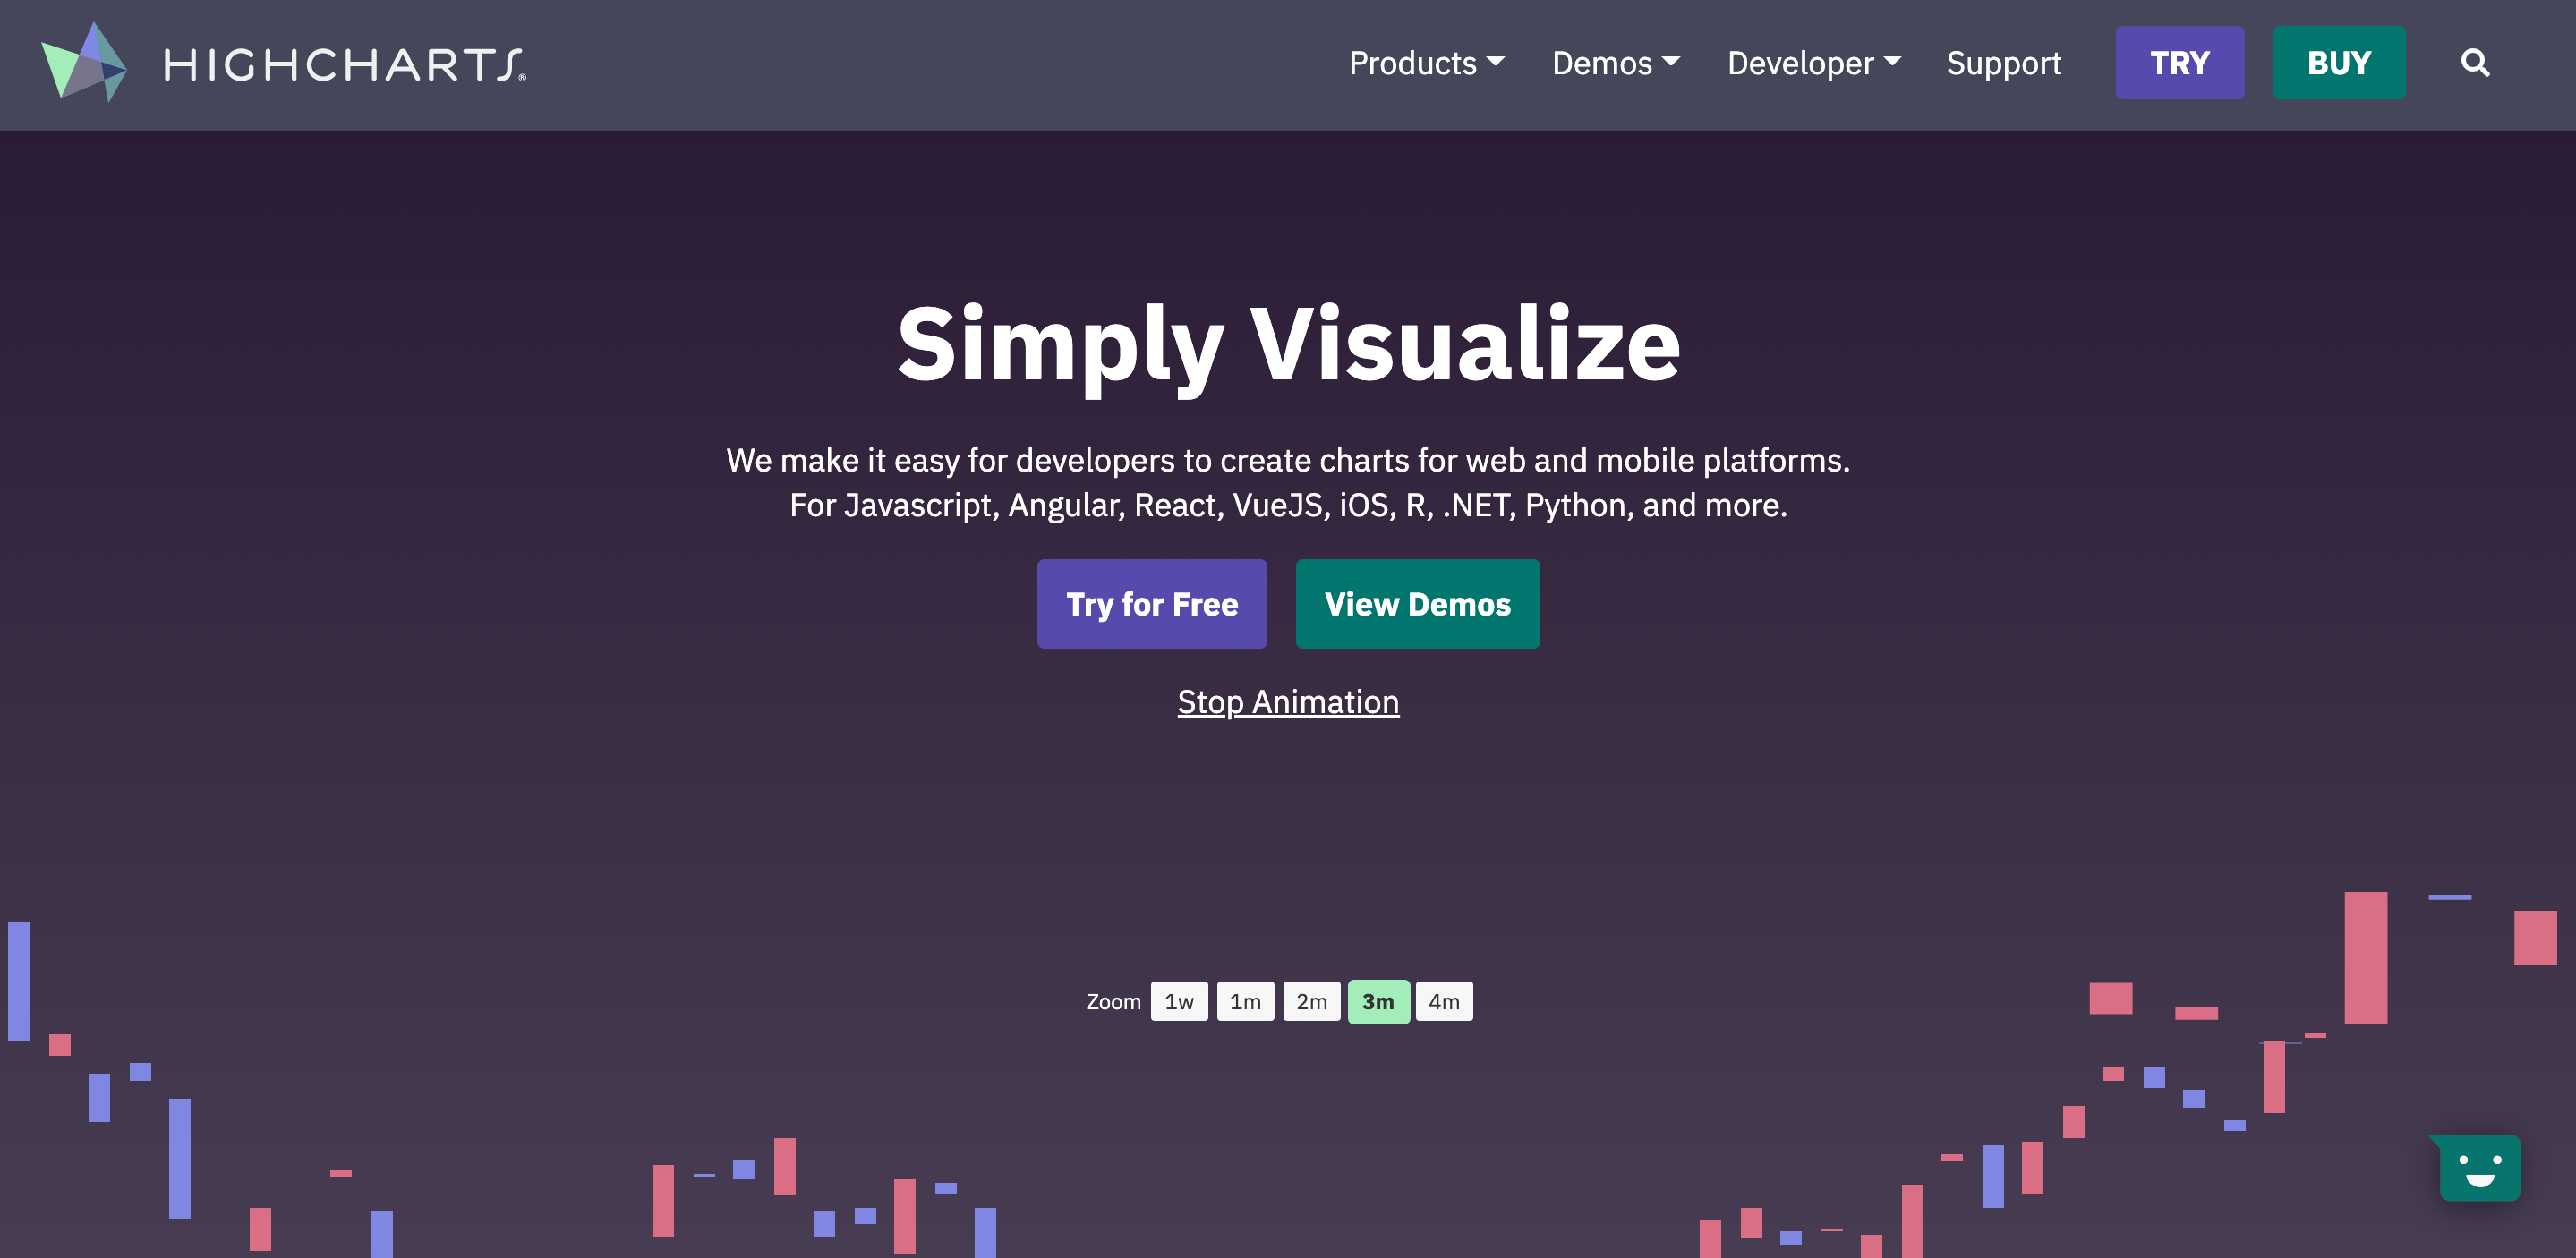 HIGHCHARTS®
Products Demos Developer Support TRY BUY
Simply Visualize
We make it easy for developers to create charts for web and mobile platforms.
For Javascript, Angular, React, VueJS, iOS, R, .NET, Python, and more.
Try for Free View Demos
Stop Animation
Zoom 1w 1m 2m 3m 4m